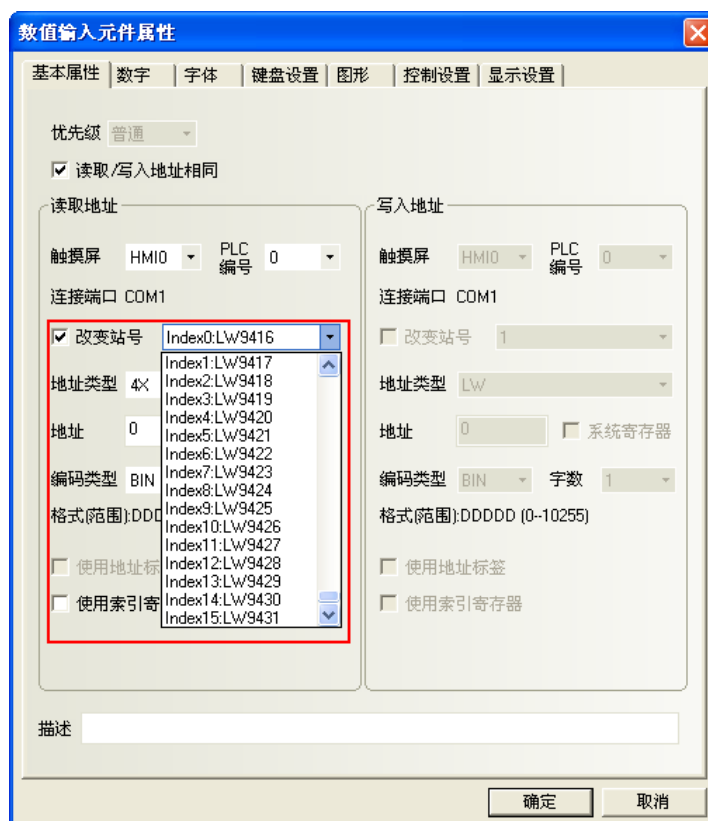 数值输入元件属性
基本属性 数字 字体 键盘设置 图形 控制设置 显示设置
优先级 普通
读取/写入地址相同
读取地址
触摸屏 HMI0 PLC编号 0
连接端口 COM1
改变站号 Index0:LW9416
Index1:LW9417
Index2:LW9418
Index3:LW9419
Index4:LW9420
Index5:LW9421
Index6:LW9422
Index7:LW9423
Index8:LW9424
Index9:LW9425
Index10:LW9426
Index11:LW9427
Index12:LW9428
Index13:LW9429
Index14:LW9430
Index15:LW9431
地址类型 4X
地址 0
编码类型 BIN
格式(范围):DDD
使用地址标
使用索引寄
写入地址
触摸屏 HMI0 PLC编号 0
连接端口 COM1
改变站号 1
地址类型 LW
地址 0 系统寄存器
编码类型 BIN 字数 1
格式(范围):DDDDD (0--10255)
使用地址标签
使用索引寄存器
描述
确定 取消